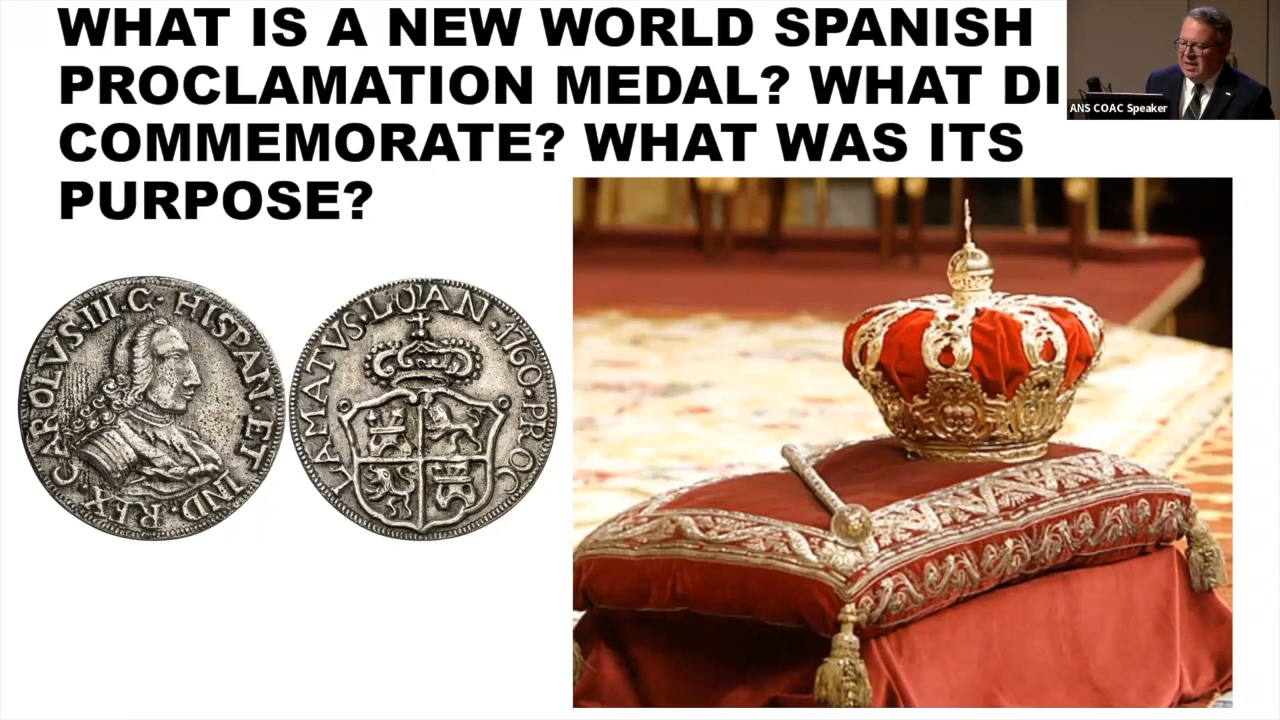 WHAT IS A NEW WORLD SPANISH
PROCLAMATION MEDAL? WHAT DI
COMMEMORATE? WHAT WAS ITS
PURPOSE?
ANS COAC Speaker
CAROLVS·III·G·HISPAN·ET·IND·REX
LAMATVS·LUAN·1760·PROC